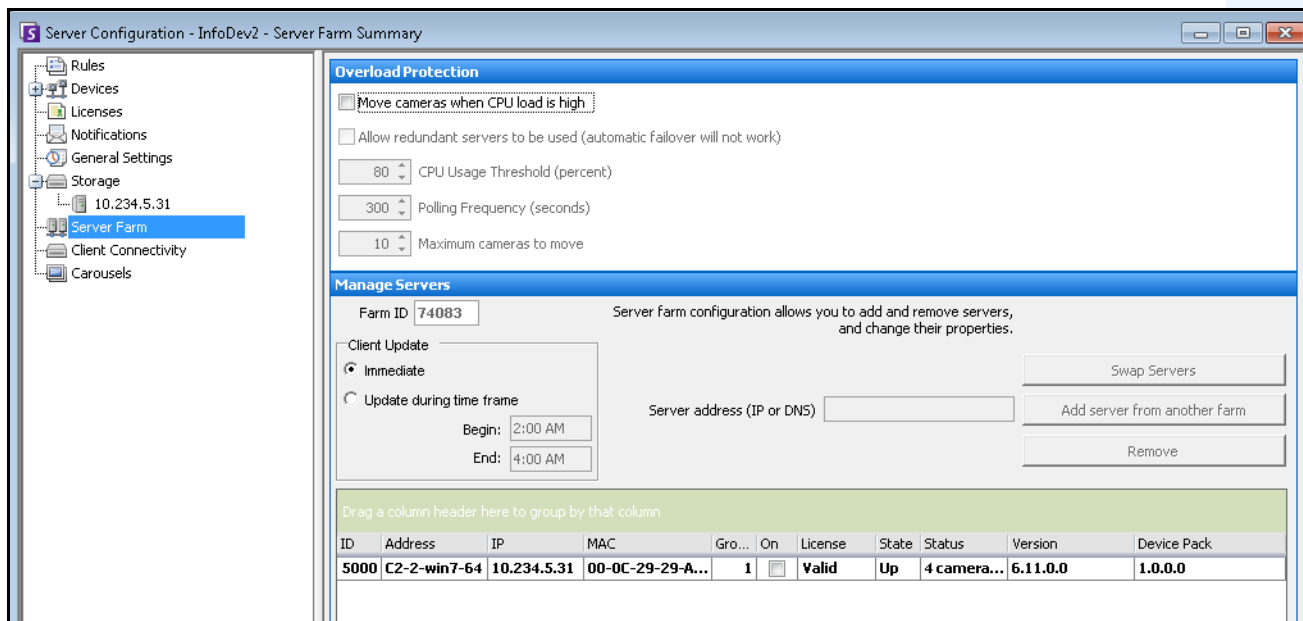 Server Configuration - InfoDev2 - Server Farm Summary
Rules
Devices
Licenses
Notifications
General Settings
Storage
10.234.5.31
Server Farm
Client Connectivity
Carousels
Overload Protection
Move cameras when CPU load is high
Allow redundant servers to be used (automatic failover will not work)
80 CPU Usage Threshold (percent)
300 Polling Frequency (seconds)
10 Maximum cameras to move
Manage Servers
Farm ID 74083
Server farm configuration allows you to add and remove servers,
and change their properties.
Client Update
Immediate
Update during time frame
Begin: 2:00 AM
End: 4:00 AM
Server address (IP or DNS)
Swap Servers
Add server from another farm
Remove
Drag a column header here to group by that column
ID Address IP MAC Gro... On License State Status Version Device Pack
5000 C2-2-win7-64 10.234.5.31 00-0C-29-29-A... 1 Valid Up 4 camera... 6.11.0.0 1.0.0.0